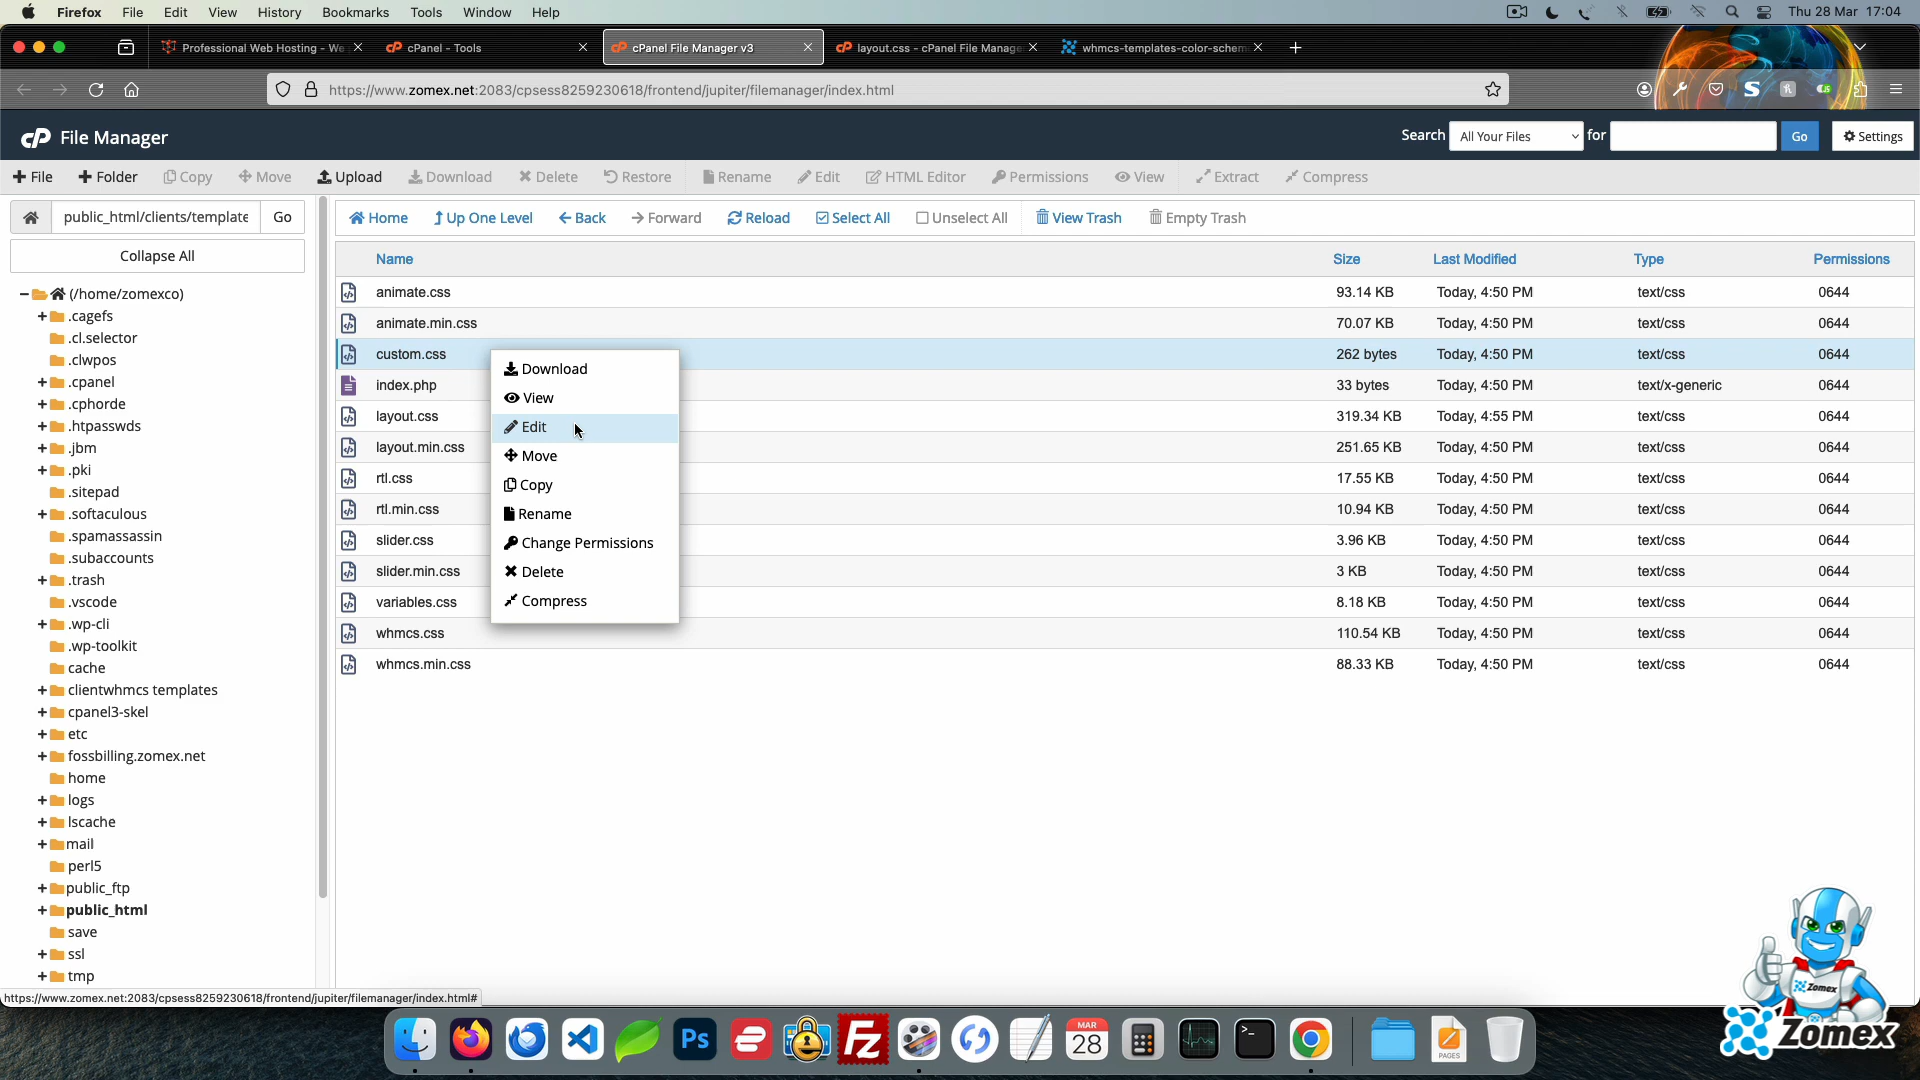 Firefox File Edit View History Bookmarks Tools Window Help Thu 28 Mar 17:04
Professional Web Hosting - We cPanel - Tools cPanel File Manager v3 layout.css - cPanel File Manage whmcs-templates-color-schem
https://www.zomex.net:2083/cpsess8259230618/frontend/jupiter/filemanager/index.html
cP File Manager Search All Your Files for Go Settings
File Folder Copy Move Upload Download Delete Restore Rename Edit HTML Editor Permissions View Extract Compress
public_html/clients/template Go Home Up One Level Back Forward Reload Select All Unselect All View Trash Empty Trash
Collapse All
Name Size Last Modified Type Permissions
animate.css 93.14 KB Today, 4:50 PM text/css 0644
animate.min.css 70.07 KB Today, 4:50 PM text/css 0644
custom.css 262 bytes Today, 4:50 PM text/css 0644
index.php 33 bytes Today, 4:50 PM text/x-generic 0644
layout.css 319.34 KB Today, 4:55 PM text/css 0644
layout.min.css 251.65 KB Today, 4:50 PM text/css 0644
rtl.css 17.55 KB Today, 4:50 PM text/css 0644
rtl.min.css 10.94 KB Today, 4:50 PM text/css 0644
slider.css 3.96 KB Today, 4:50 PM text/css 0644
slider.min.css 3 KB Today, 4:50 PM text/css 0644
variables.css 8.18 KB Today, 4:50 PM text/css 0644
whmcs.css 110.54 KB Today, 4:50 PM text/css 0644
whmcs.min.css 88.33 KB Today, 4:50 PM text/css 0644
Download
View
Edit
Move
Copy
Rename
Change Permissions
Delete
Compress
(/home/zomexco)
.cagefs
.cl.selector
.clwpos
.cpanel
.cphorde
.htpasswds
.jbm
.pki
.sitepad
.softaculous
.spamassassin
.subaccounts
.trash
.vscode
.wp-cli
.wp-toolkit
cache
clientwhmcs templates
cpanel3-skel
etc
fossbilling.zomex.net
home
logs
lscache
mail
perl5
public_ftp
public_html
save
ssl
tmp
https://www.zomex.net:2083/cpsess8259230618/frontend/jupiter/filemanager/index.html#
Ps
Fz
MAR
28
PAGES
Zomex
Zomex